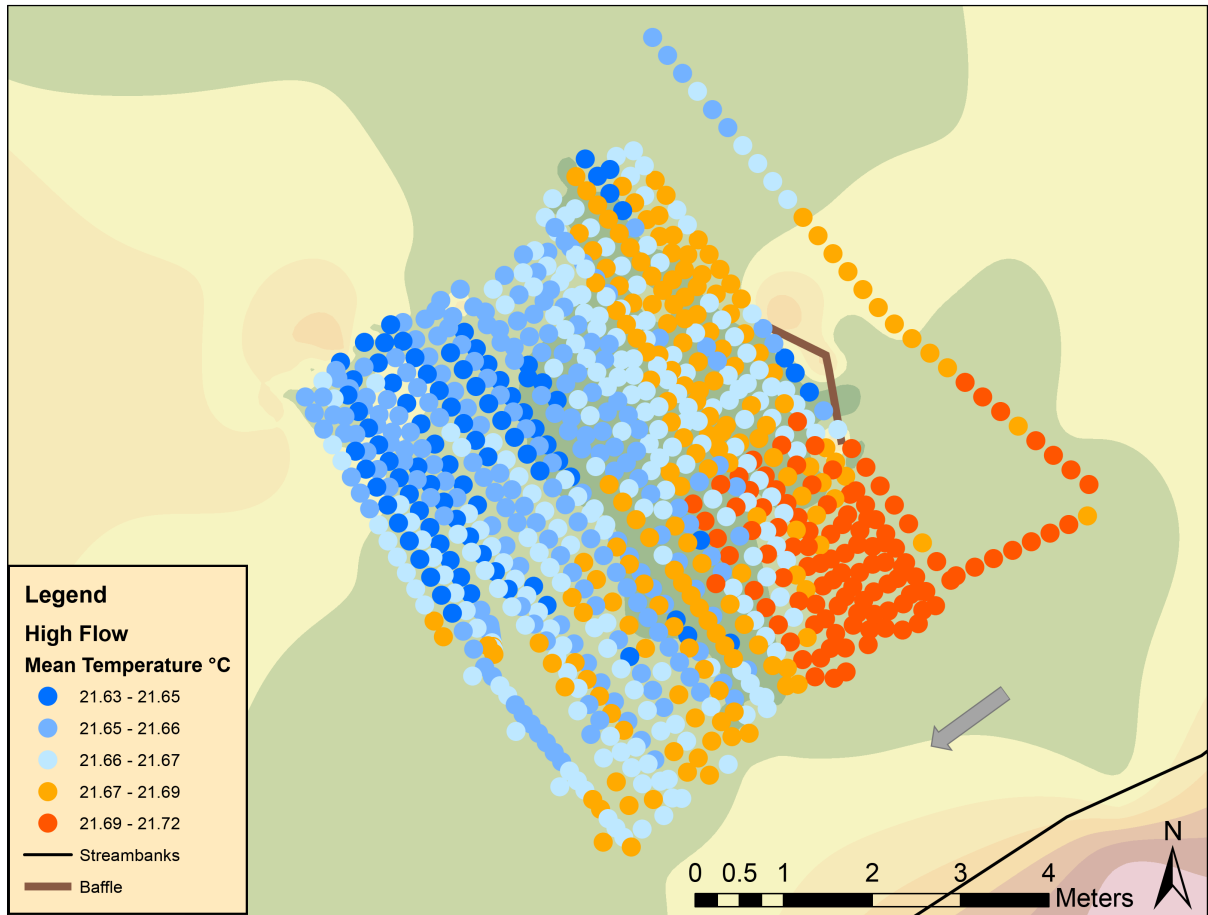 Legend
High Flow
Mean Temperature °C
21.63 - 21.65
21.65 - 21.66
21.66 - 21.67
21.67 - 21.69
21.69 - 21.72
Streambanks
Baffle
0 0.5 1 2 3 4
Meters
N